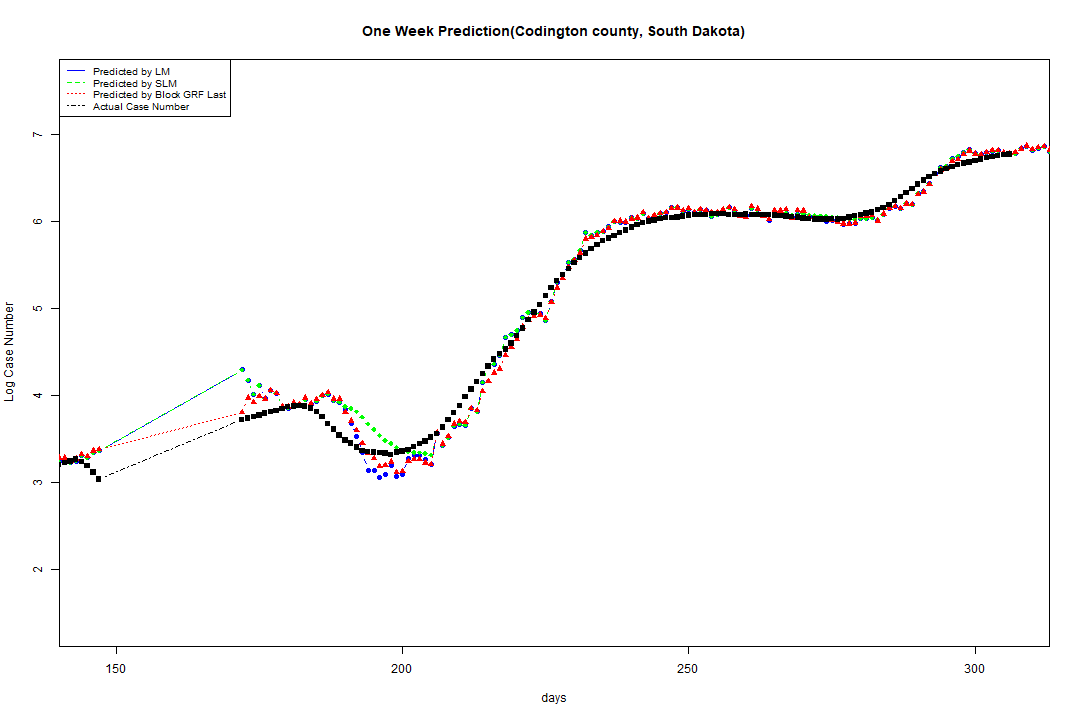 One Week Prediction(Codington county, South Dakota)
Predicted by LM
Predicted by SLM
Predicted by Block GRF Last
Actual Case Number
7
6
5
4
3
2
Log Case Number
150
200
250
300
days